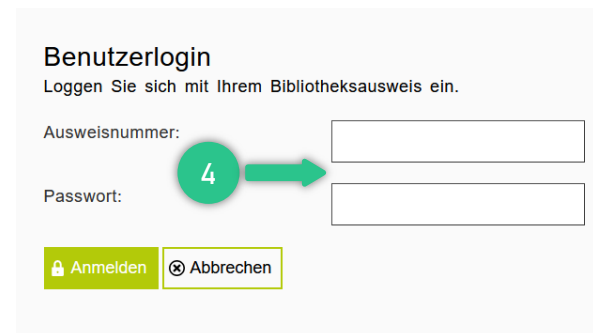 Benutzerlogin
Loggen Sie sich mit Ihrem Bibliotheksausweis ein.
Ausweisnummer:
4
Passwort:
Anmelden Abbrechen